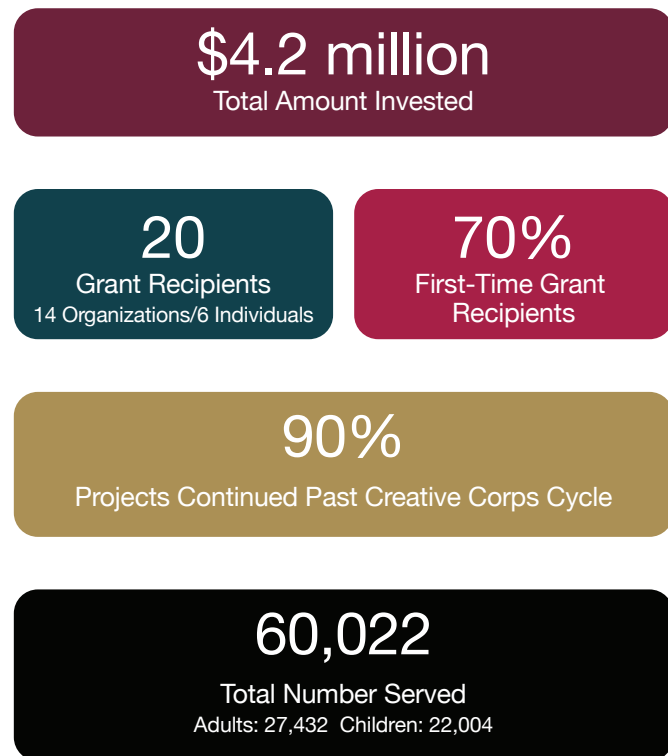 $4.2 million
Total Amount Invested
20
Grant Recipients
14 Organizations/6 Individuals
70%
First-Time Grant
Recipients
90%
Projects Continued Past Creative Corps Cycle
60,022
Total Number Served
Adults: 27,432 Children: 22,004